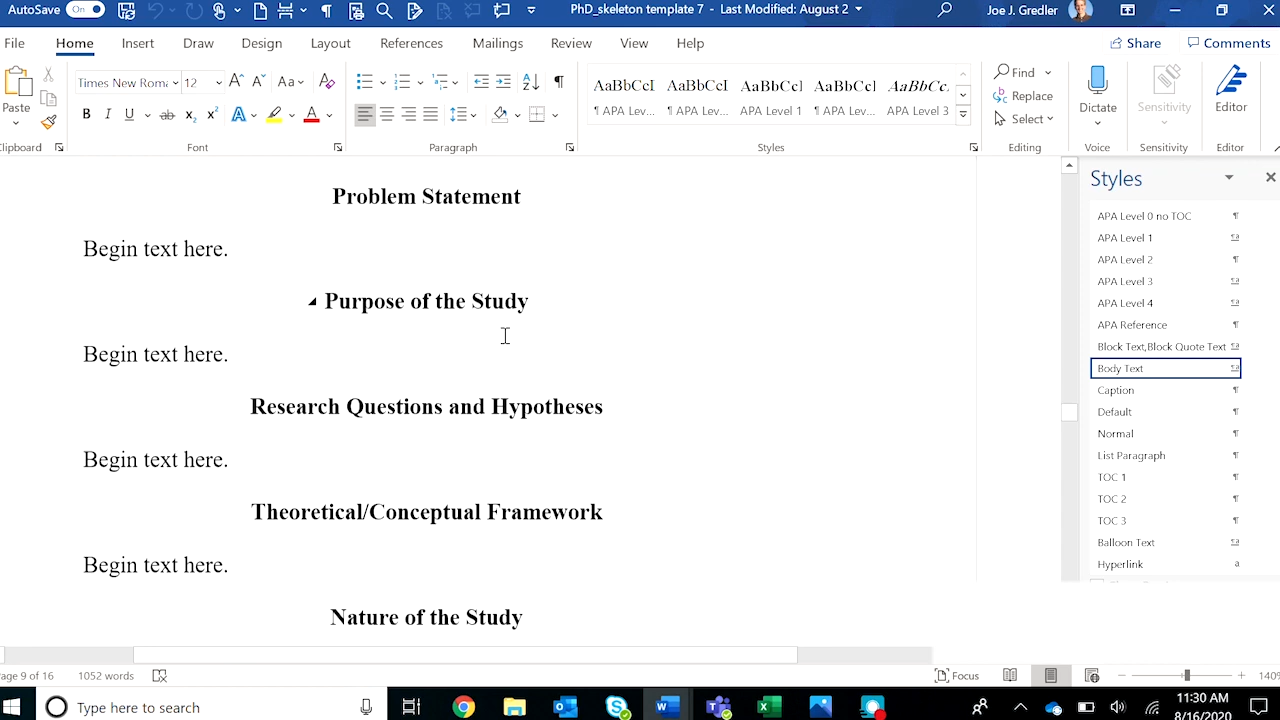 AutoSave On PhD_skeleton template 7 - Last Modified: August 2 Joe J. Gredler
File Home Insert Draw Design Layout References Mailings Review View Help Share Comments
Paste Times New Roma 12 Aa AaBbCcI AaBbCcI AaBbCcI AaBbCcI AaBbCc. Find
Replace
Select
B I U ab x₂ x² A A ¶ APA Lev... ¶ APA Lev... APA Level 1 ¶ APA Lev... APA Level 3 Dictate Sensitivity Editor
Clipboard Font Paragraph Styles Editing Voice Sensitivity Editor
Problem Statement
Begin text here.
Purpose of the Study
Begin text here.
Research Questions and Hypotheses
Begin text here.
Theoretical/Conceptual Framework
Begin text here.
Nature of the Study
Styles
APA Level 0 no TOC ¶
APA Level 1 ¶a
APA Level 2 ¶
APA Level 3 ¶a
APA Level 4 ¶a
APA Reference ¶
Block Text,Block Quote Text ¶a
Body Text ¶a
Caption ¶
Default ¶
Normal ¶
List Paragraph ¶
TOC 1 ¶
TOC 2 ¶
TOC 3 ¶
Balloon Text ¶a
Hyperlink a
age 9 of 16 1052 words Focus 140%
Type here to search 11:30 AM
8/16/2020